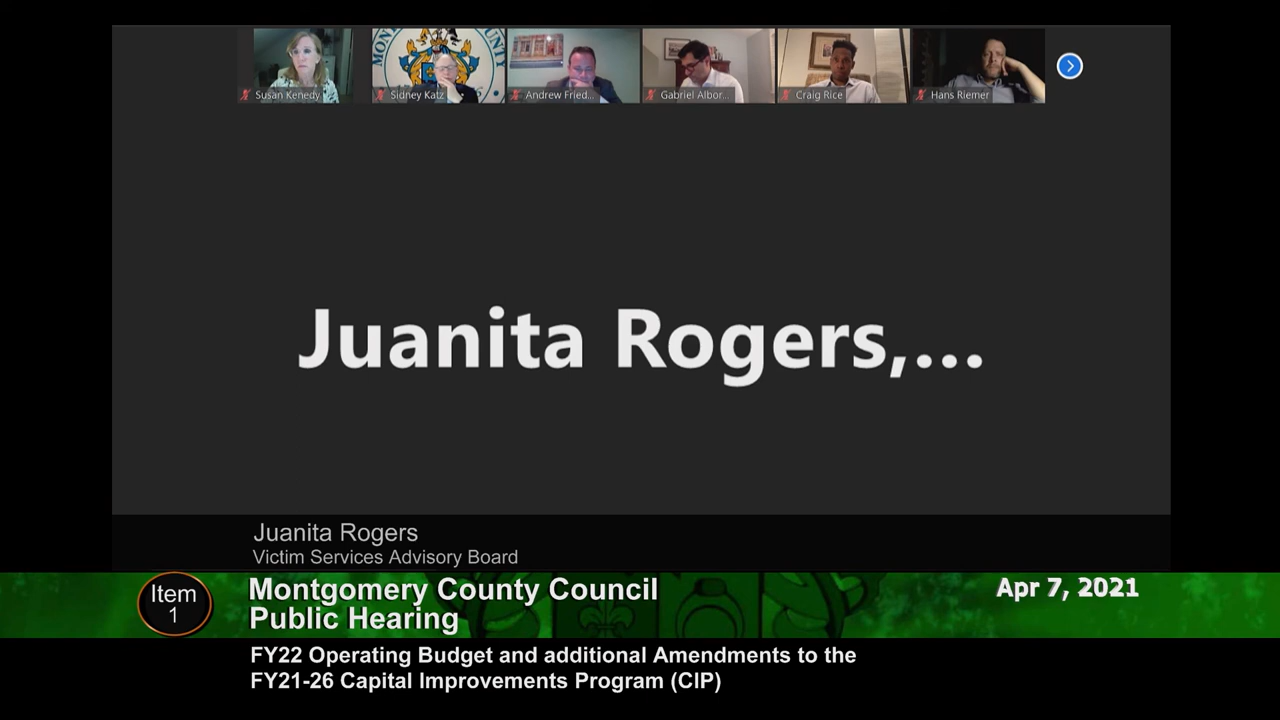 Susan Kenedy
Sidney Katz
Andrew Fried...
Gabriel Albor...
Craig Rice
Hans Riemer
Juanita Rogers,...
Juanita Rogers
Victim Services Advisory Board
Item
1
Montgomery County Council
Public Hearing
Apr 7, 2021
FY22 Operating Budget and additional Amendments to the
FY21-26 Capital Improvements Program (CIP)